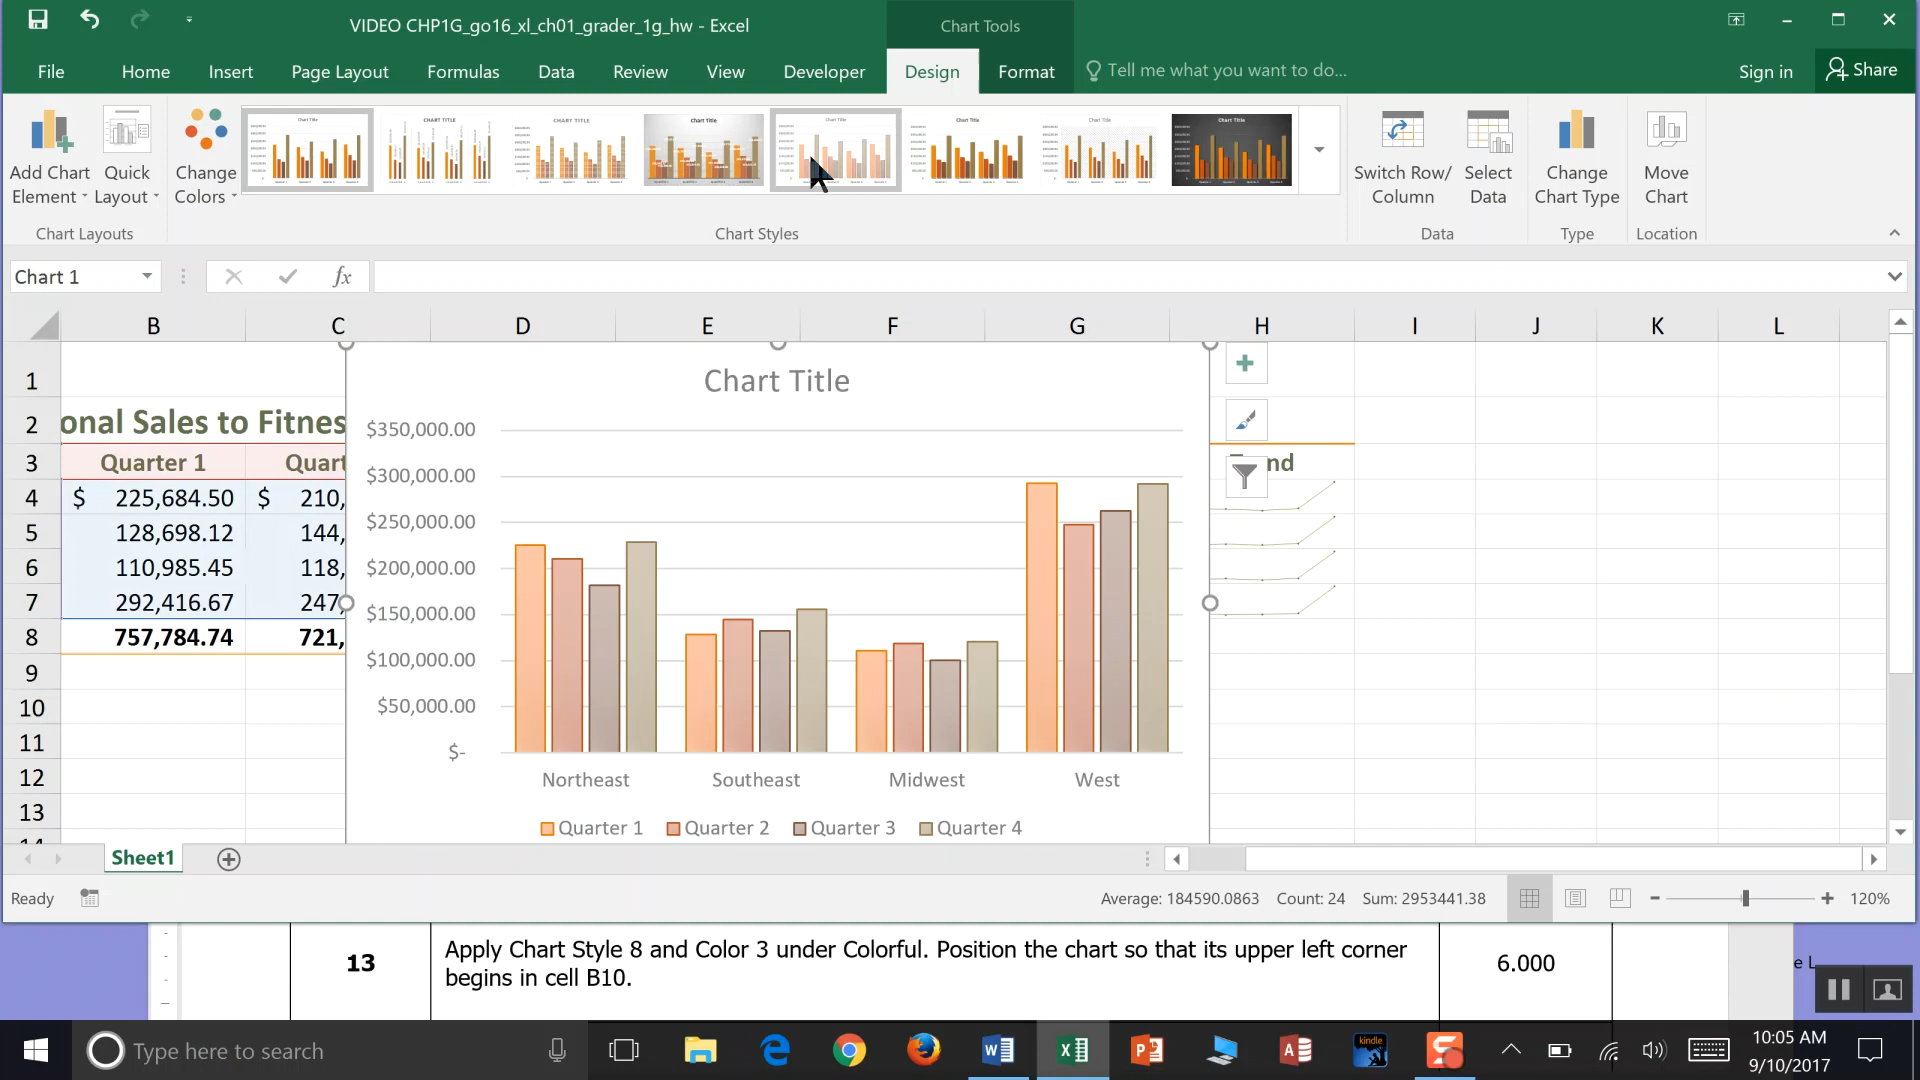 VIDEO CHP1G_go16_xl_ch01_grader_1g_hw - Excel
Chart Tools
File Home Insert Page Layout Formulas Data Review View Developer Design Format Tell me what you want to do... Sign in Share
Add Chart Element
Quick Layout
Change Colors
Switch Row/ Column
Select Data
Change Chart Type
Move Chart
Chart Layouts Chart Styles Data Type Location
Chart 1 fx
B C D E F G H I J K L
1 Chart Title
2 onal Sales to Fitnes
3 Quarter 1 Quart nd
4 $ 225,684.50 $ 210,
5 128,698.12 144,
6 110,985.45 118,
7 292,416.67 247,
8 757,784.74 721,
9
10
11
12
13
$350,000.00
$300,000.00
$250,000.00
$200,000.00
$150,000.00
$100,000.00
$50,000.00
$-
Northeast Southeast Midwest West
Quarter 1 Quarter 2 Quarter 3 Quarter 4
Sheet1
Ready Average: 184590.0863 Count: 24 Sum: 2953441.38 120%
13 Apply Chart Style 8 and Color 3 under Colorful. Position the chart so that its upper left corner 6.000
begins in cell B10.
e L
Type here to search
kindle
10:05 AM
9/10/2017